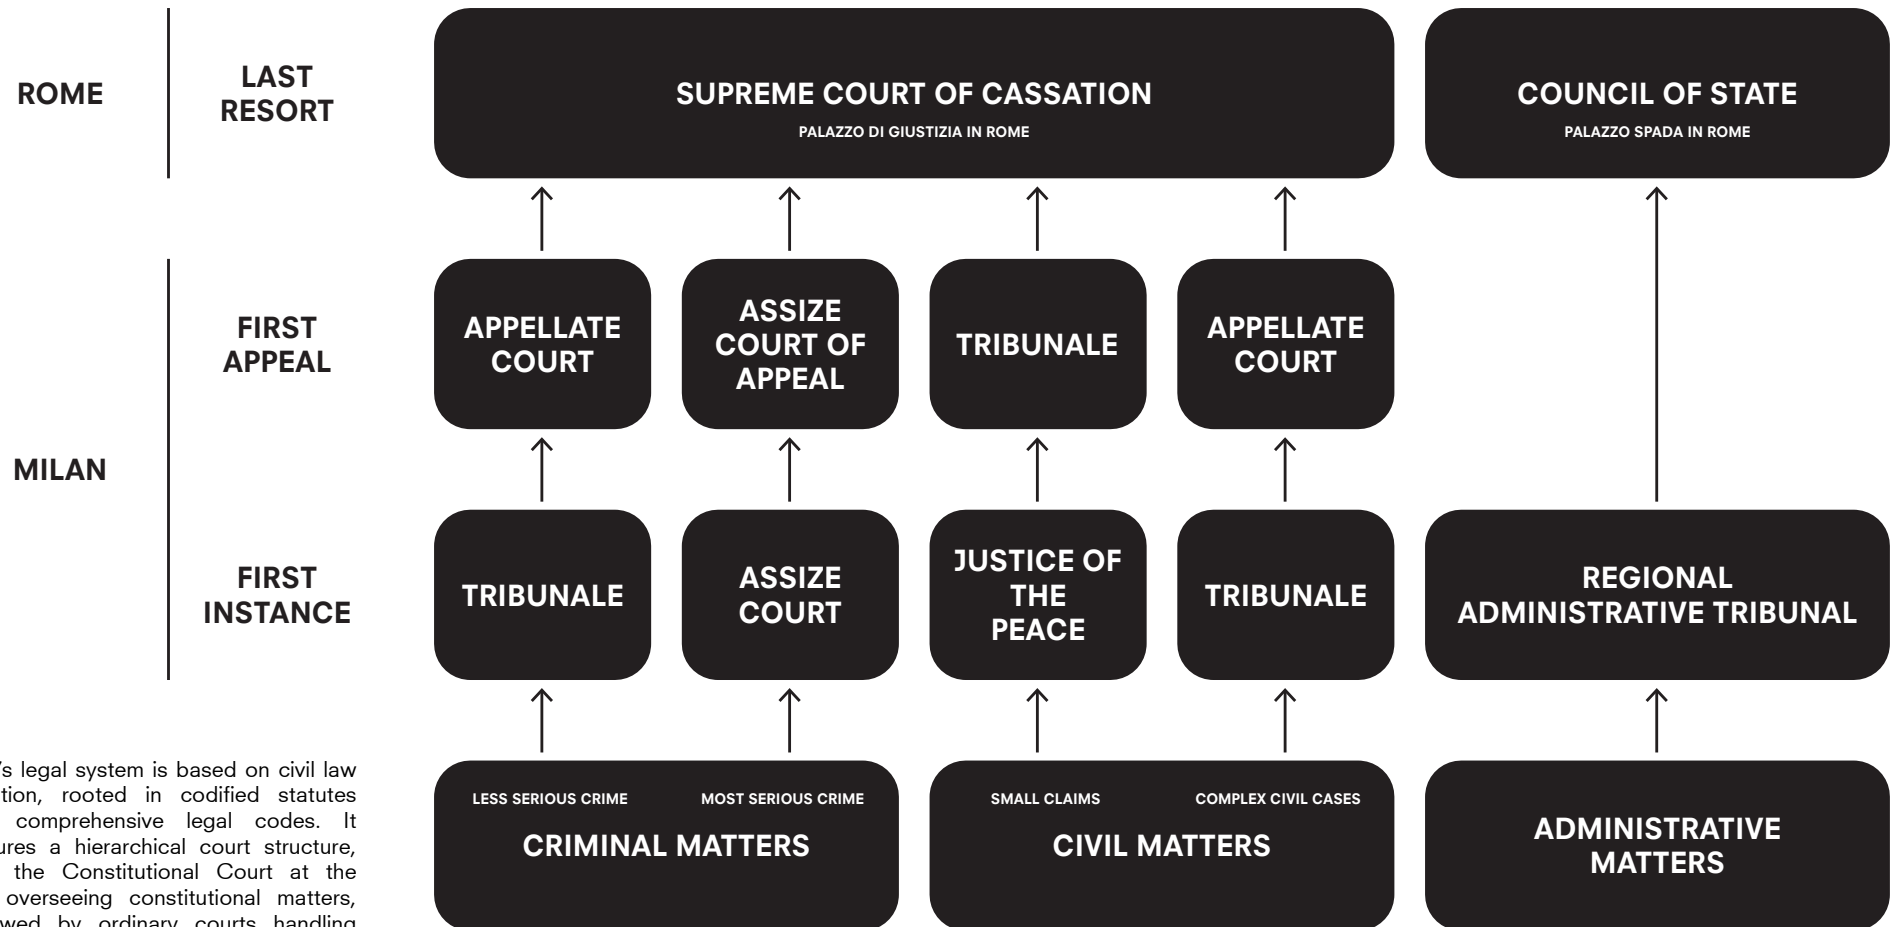 ROME
LAST
RESORT
SUPREME COURT OF CASSATION
PALAZZO DI GIUSTIZIA IN ROME
COUNCIL OF STATE
PALAZZO SPADA IN ROME
MILAN
FIRST
APPEAL
APPELLATE
COURT
ASSIZE
COURT OF
APPEAL
TRIBUNALE
APPELLATE
COURT
FIRST
INSTANCE
TRIBUNALE
ASSIZE
COURT
JUSTICE OF
THE
PEACE
TRIBUNALE
REGIONAL
ADMINISTRATIVE TRIBUNAL
LESS SERIOUS CRIME
MOST SERIOUS CRIME
CRIMINAL MATTERS
SMALL CLAIMS
COMPLEX CIVIL CASES
CIVIL MATTERS
ADMINISTRATIVE
MATTERS
's legal system is based on civil law
tion, rooted in codified statutes
comprehensive legal codes. It
ures a hierarchical court structure,
the Constitutional Court at the
overseeing constitutional matters,
wed by ordinary courts handling